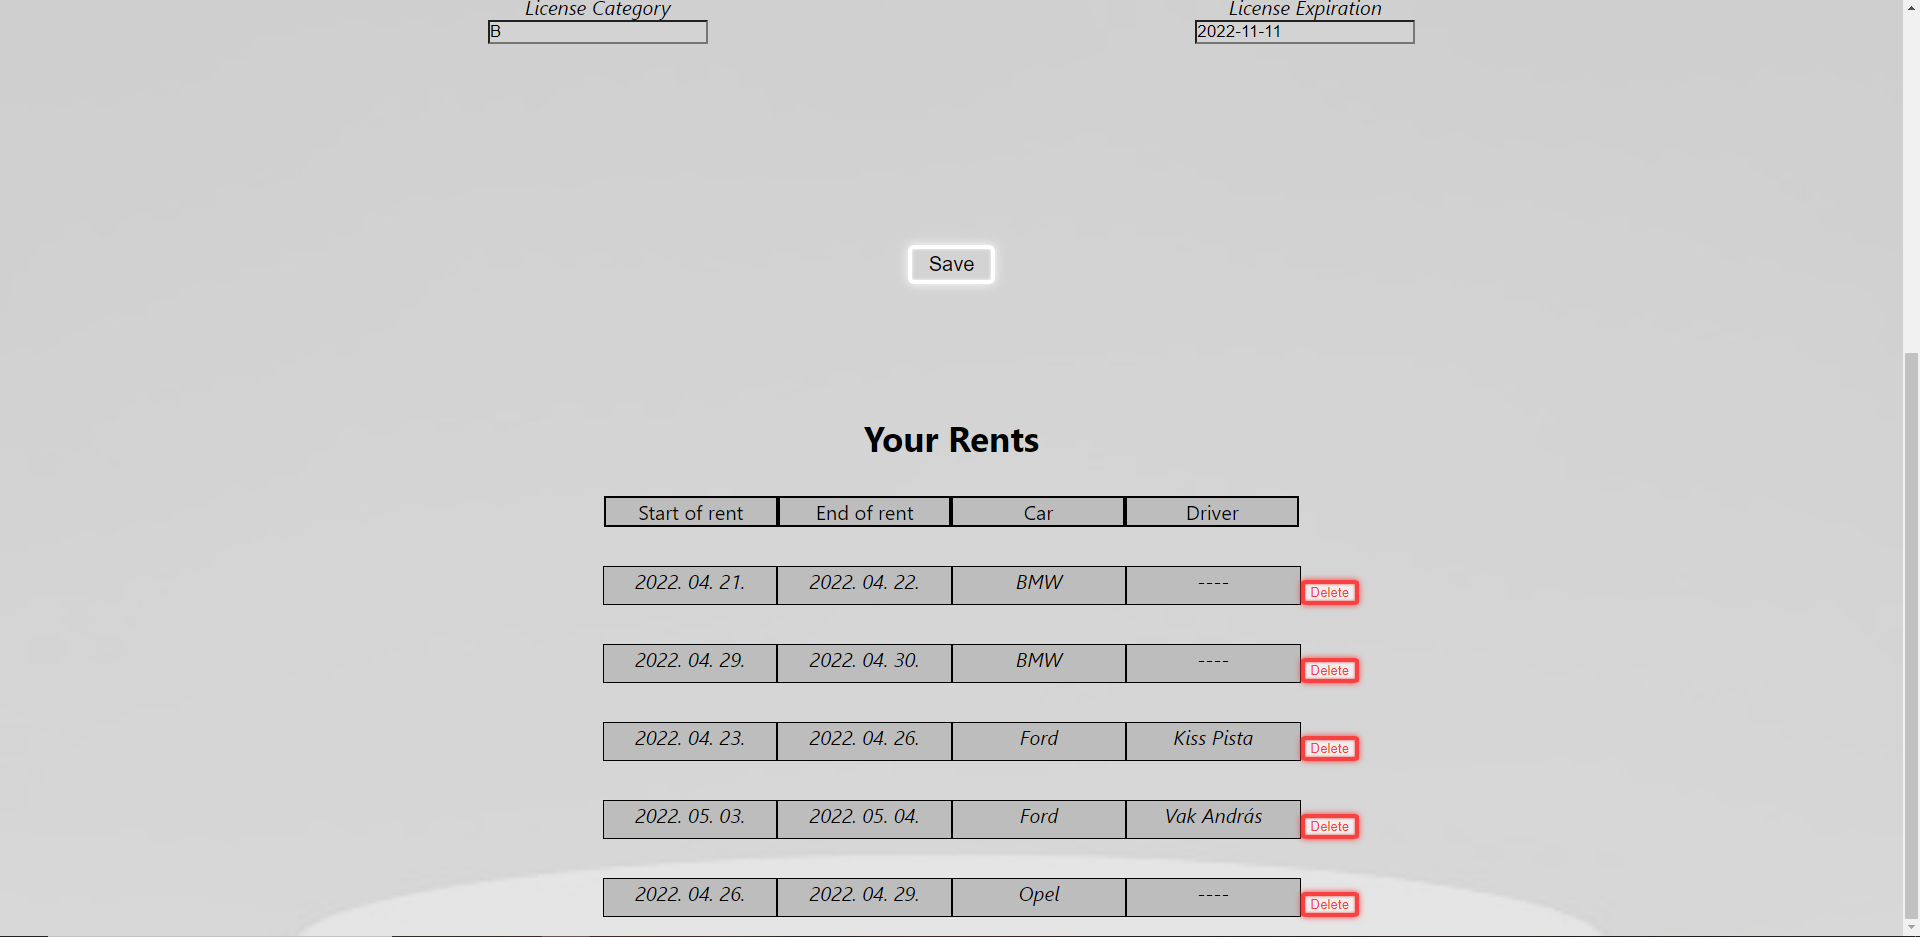 License Category License Expiration
B 2022-11-11
Save
Your Rents
Start of rent End of rent Car Driver
2022. 04. 21. 2022. 04. 22. BMW ---- Delete
2022. 04. 29. 2022. 04. 30. BMW ---- Delete
2022. 04. 23. 2022. 04. 26. Ford Kiss Pista Delete
2022. 05. 03. 2022. 05. 04. Ford Vak András Delete
2022. 04. 26. 2022. 04. 29. Opel ---- Delete